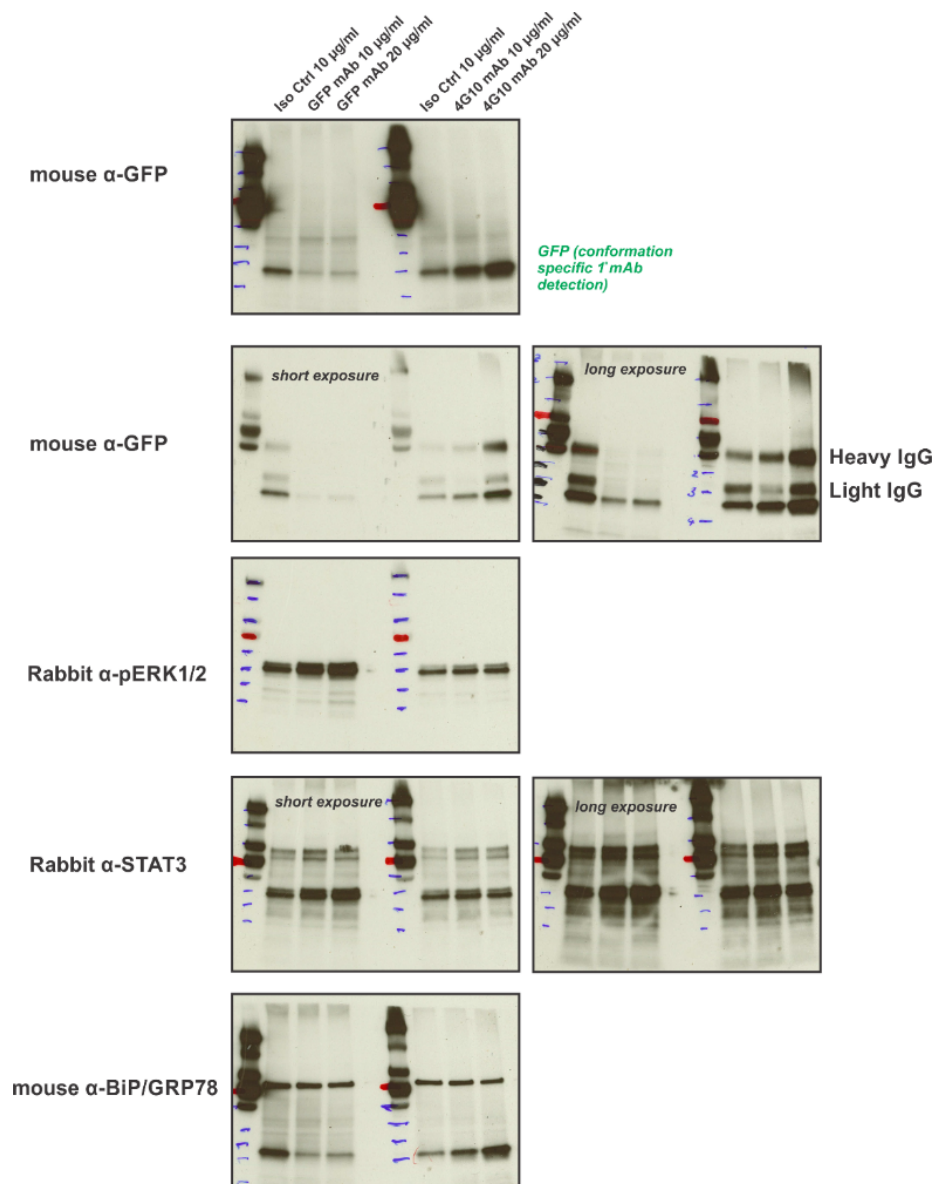 Iso Ctrl 10 µg/ml
GFP mAb 10 µg/ml
GFP mAb 20 µg/ml
Iso Ctrl 10 µg/ml
4G10 mAb 10 µg/ml
4G10 mAb 20 µg/ml
mouse α-GFP
GFP (conformation
specific 1° mAb
detection)
mouse α-GFP
short exposure
long exposure
Heavy IgG
Light IgG
2
3
4
Rabbit α-pERK1/2
Rabbit α-STAT3
short exposure
long exposure
mouse α-BiP/GRP78